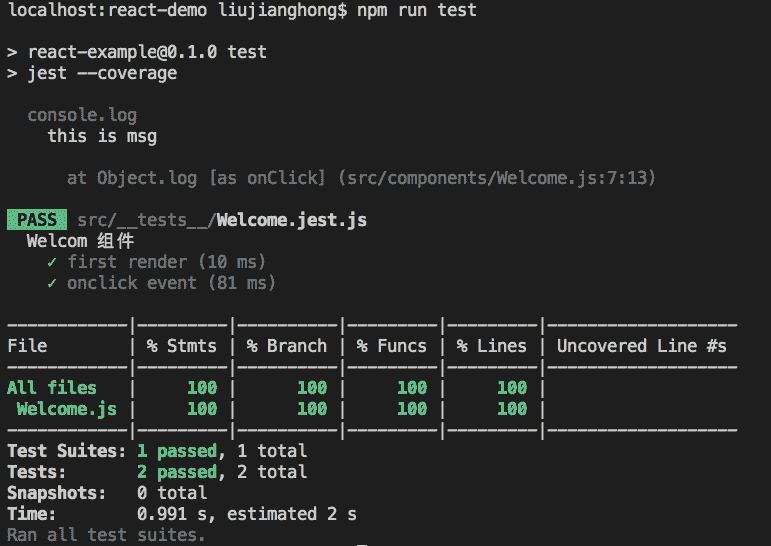 localhost:react-demo liujianghong$ npm run test
> react-example@0.1.0 test
> jest --coverage
console.log
this is msg
at Object.log [as onClick] (src/components/Welcome.js:7:13)
PASS src/__tests__/Welcome.jest.js
Welcom 组件
✓ first render (10 ms)
✓ onclick event (81 ms)
------------|---------|----------|---------|---------|-------------------
File | % Stmts | % Branch | % Funcs | % Lines | Uncovered Line #s
------------|---------|----------|---------|---------|-------------------
All files | 100 | 100 | 100 | 100 |
Welcome.js | 100 | 100 | 100 | 100 |
------------|---------|----------|---------|---------|-------------------
Test Suites: 1 passed, 1 total
Tests: 2 passed, 2 total
Snapshots: 0 total
Time: 0.991 s, estimated 2 s
Ran all test suites.